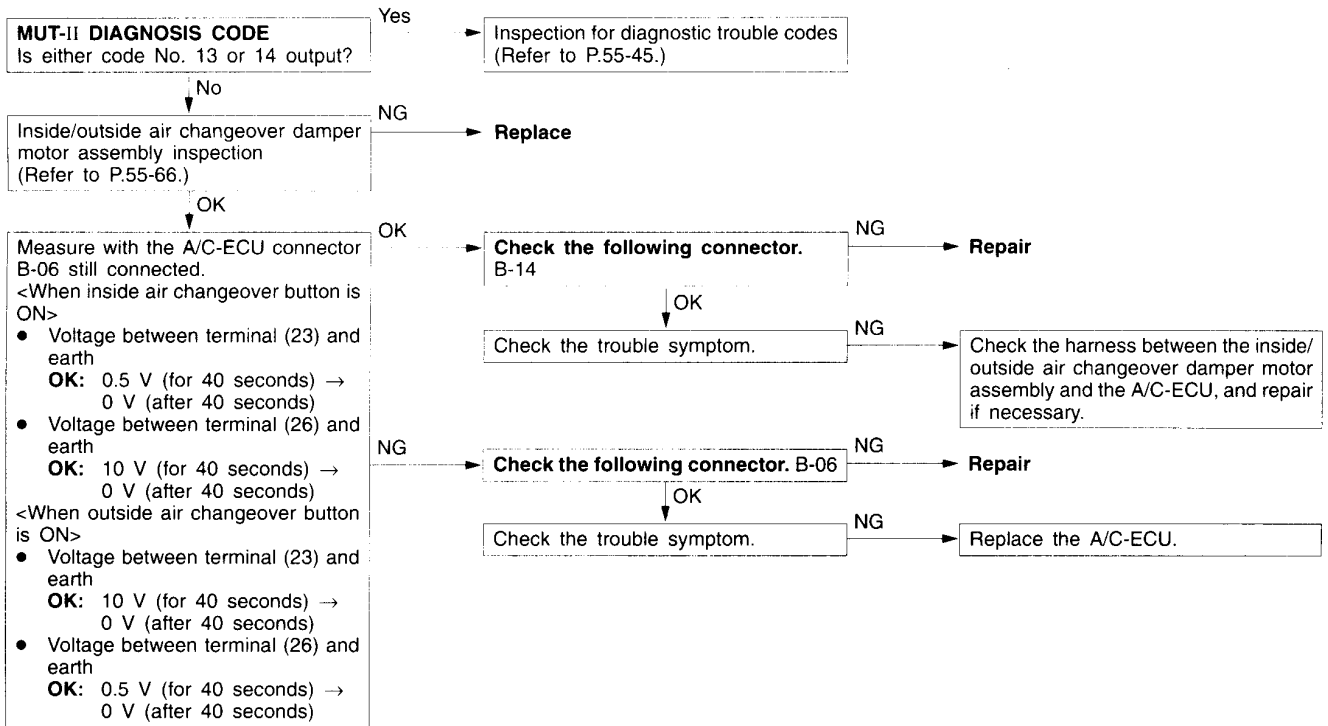 MUT-II DIAGNOSIS CODE
Is either code No. 13 or 14 output?
Yes
Inspection for diagnostic trouble codes
(Refer to P.55-45.)
No
Inside/outside air changeover damper
motor assembly inspection
(Refer to P.55-66.)
NG
Replace
OK
Measure with the A/C-ECU connector
B-06 still connected.
<When inside air changeover button is
ON>
● Voltage between terminal (23) and
earth
OK: 0.5 V (for 40 seconds) →
0 V (after 40 seconds)
● Voltage between terminal (26) and
earth
OK: 10 V (for 40 seconds) →
0 V (after 40 seconds)
<When outside air changeover button
is ON>
● Voltage between terminal (23) and
earth
OK: 10 V (for 40 seconds) →
0 V (after 40 seconds)
● Voltage between terminal (26) and
earth
OK: 0.5 V (for 40 seconds) →
0 V (after 40 seconds)
OK
Check the following connector.
B-14
NG
Repair
OK
Check the trouble symptom.
NG
Check the harness between the inside/
outside air changeover damper motor
assembly and the A/C-ECU, and repair
if necessary.
NG
Check the following connector. B-06
NG
Repair
OK
Check the trouble symptom.
NG
Replace the A/C-ECU.